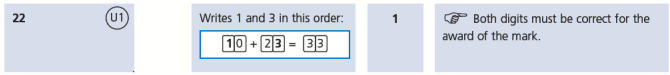 22
U1
Writes 1 and 3 in this order:
10 + 23 = 33
1
☞ Both digits must be correct for the
award of the mark.